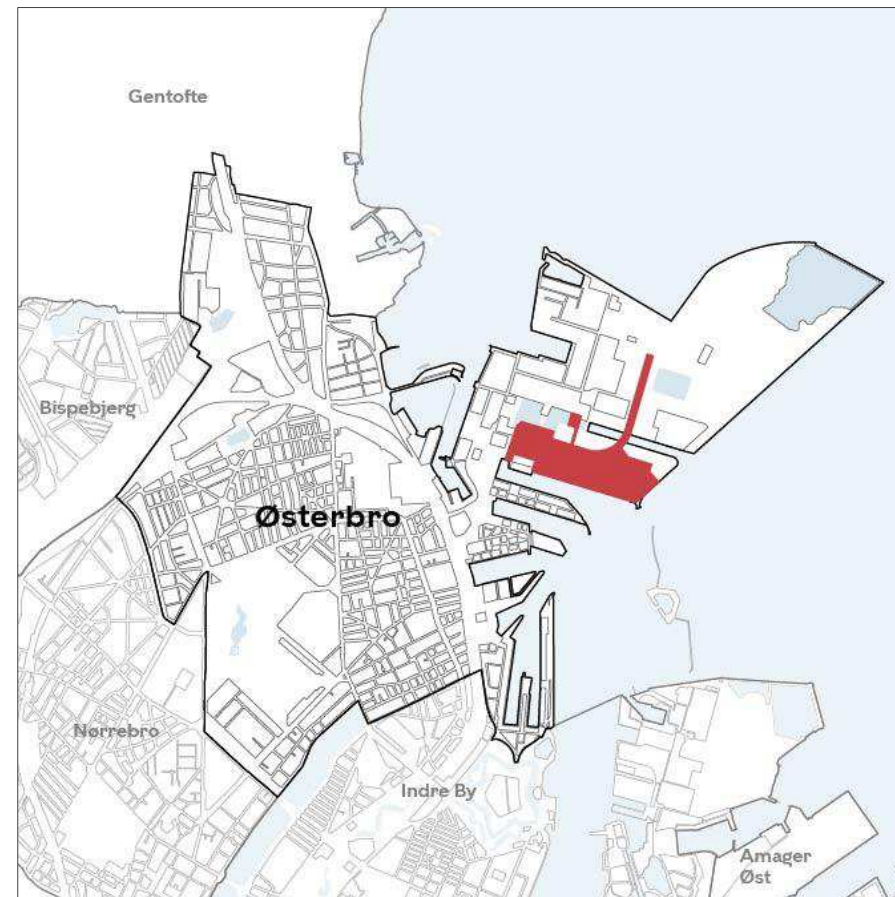 Gentofte
Bispebjerg
Østerbro
Nørrebro
Indre By
Amager
Øst